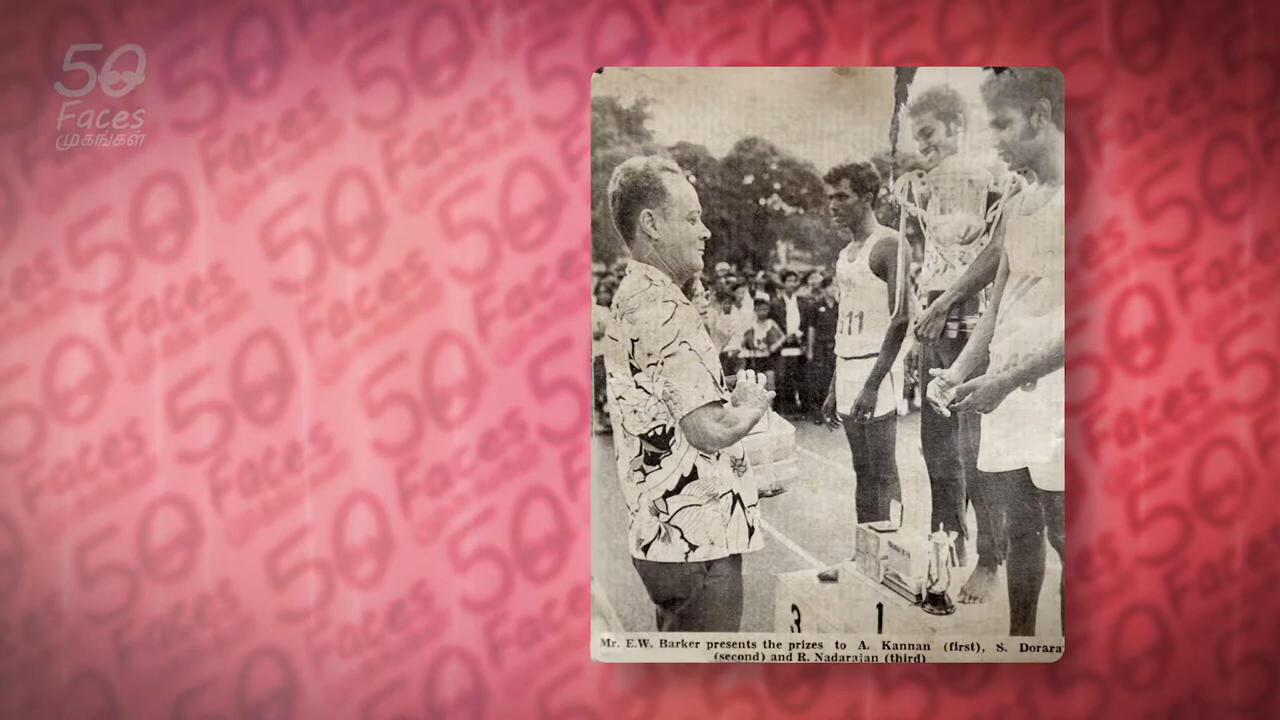 50
Faces
முகங்கள்
111
3
1
Mr. E.W. Barker presents the prizes to A. Kannan (first), S. Dorara
(second) and R. Nadarajan (third)